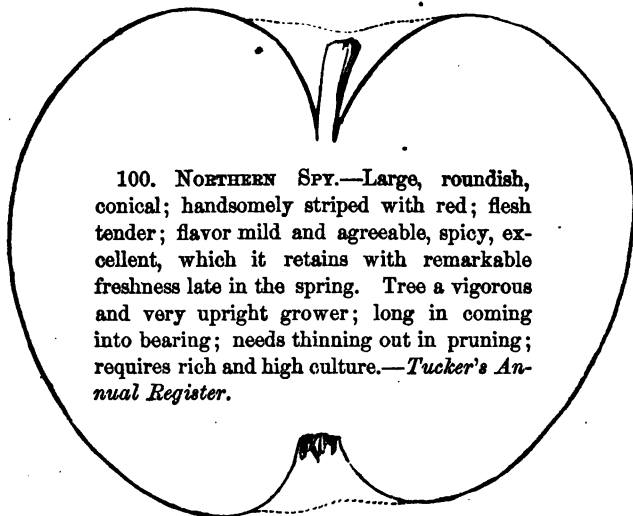 100. Northern Spy.—Large, roundish,
conical; handsomely striped with red; flesh
tender; flavor mild and agreeable, spicy, ex-
cellent, which it retains with remarkable
freshness late in the spring. Tree a vigorous
and very upright grower; long in coming
into bearing; needs thinning out in pruning;
requires rich and high culture.—Tucker's An-
nual Register.